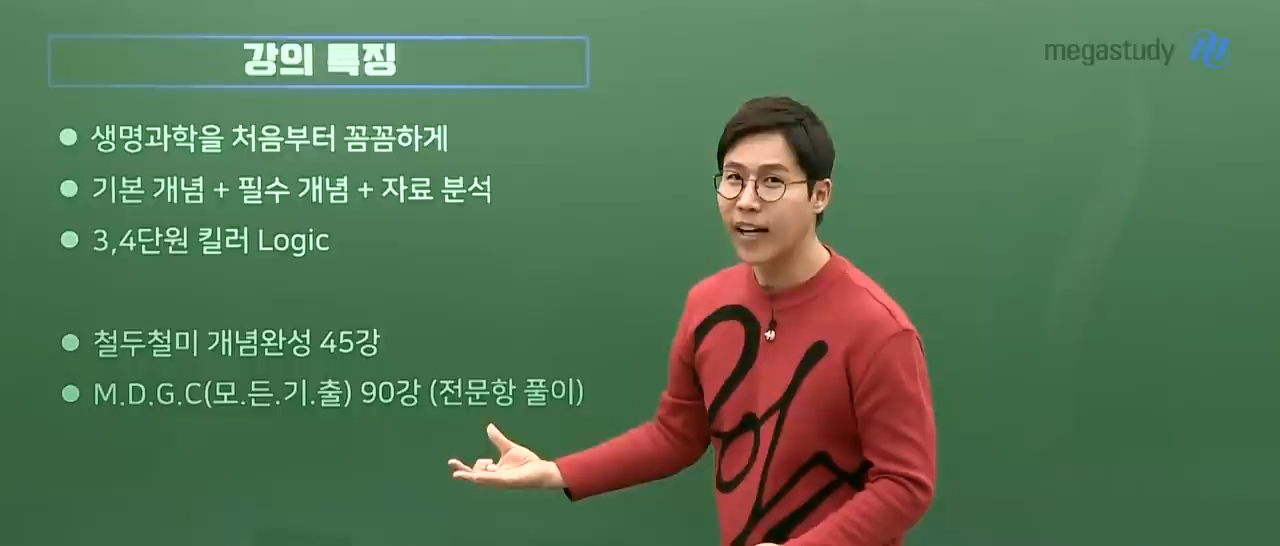 강의 특징
megastudy
생명과학을 처음부터 꼼꼼하게
기본 개념 + 필수 개념 + 자료 분석
3,4단원 킬러 Logic
철두철미 개념완성 45강
M.D.G.C(모.든.기.출) 90강 (전문항 풀이)